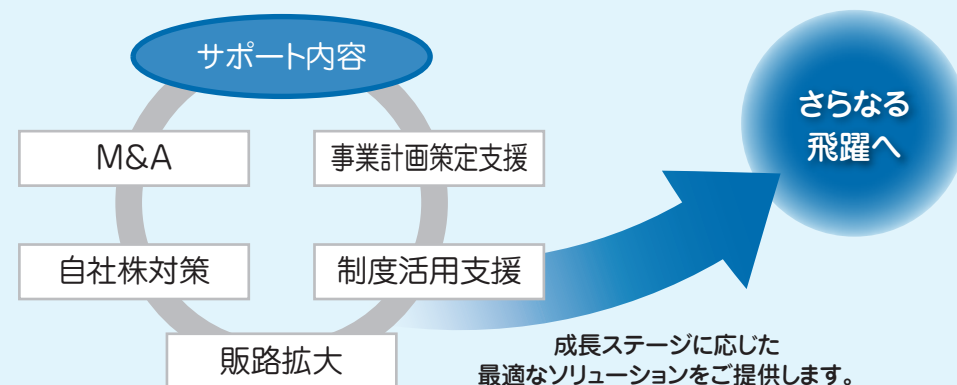 サポート内容
M&A
事業計画策定支援
自社株対策
制度活用支援
販路拡大
さらなる
飛躍へ
成長ステージに応じた
最適なソリューションをご提供します。